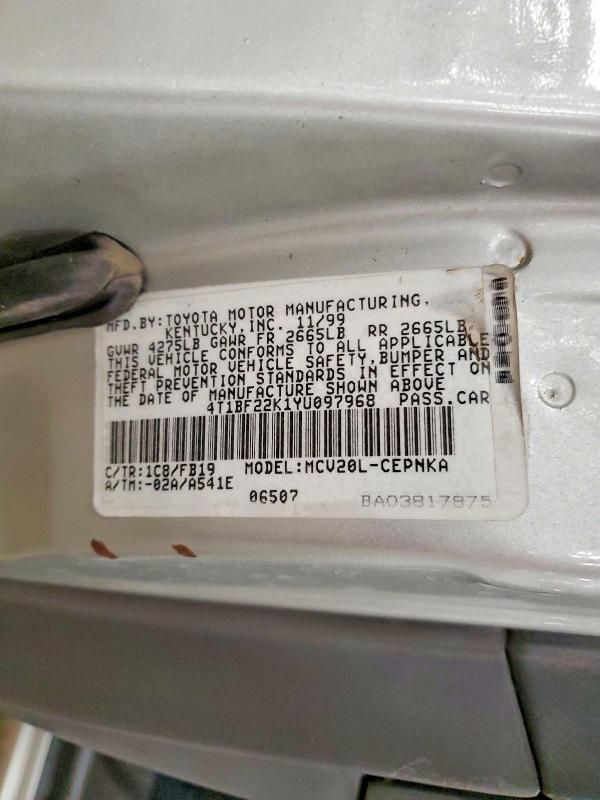 MFD.BY:TOYOTA MOTOR MANUFACTURING,
KENTUCKY,INC. 11/99
GVWR 4275LB GAWR FR 2665LB RR 2665LB
THIS VEHICLE CONFORMS TO ALL APPLICABLE
FEDERAL MOTOR VEHICLE SAFETY,BUMPER AND
THEFT PREVENTION STANDARDS IN EFFECT ON
THE DATE OF MANUFACTURE SHOWN ABOVE
4T1BF22K1YU097968 PASS.CAR
C/TR:1C8/FB19 MODEL:MCV20L-CEPNKA
A/TM:-02A/A541E
06507 BA03817875